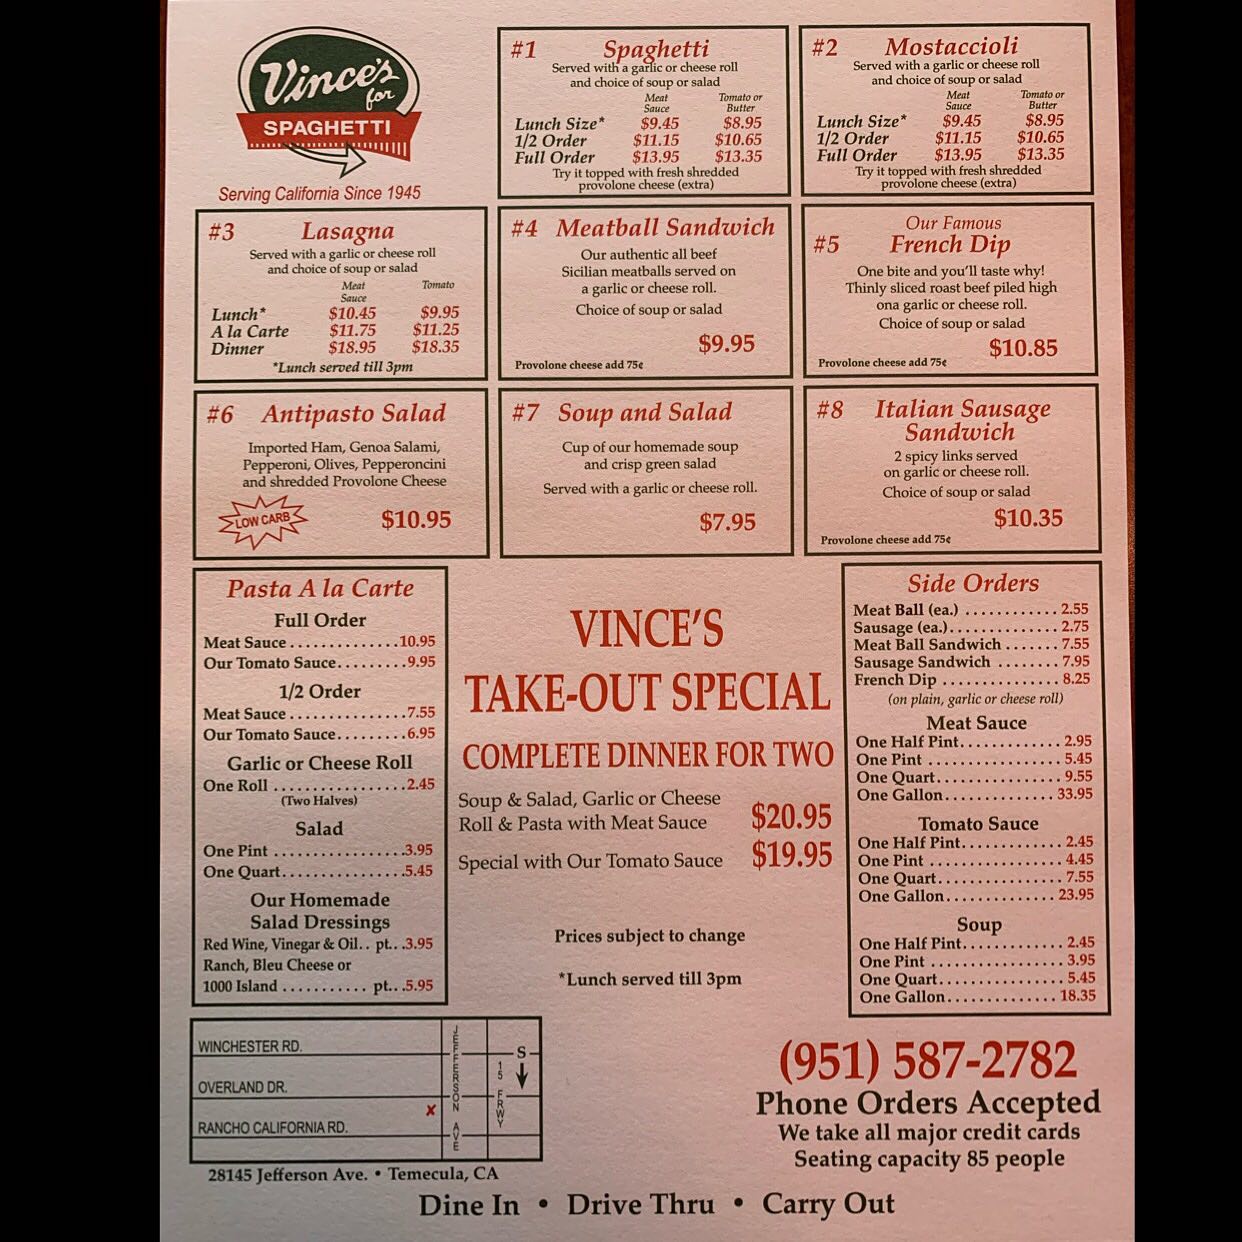 Vince's
for
SPAGHETTI
Serving California Since 1945
#1 Spaghetti
Served with a garlic or cheese roll
and choice of soup or salad
Meat Sauce Tomato or Butter
Lunch Size* $9.45 $8.95
1/2 Order $11.15 $10.65
Full Order $13.95 $13.35
Try it topped with fresh shredded
provolone cheese (extra)
#2 Mostaccioli
Served with a garlic or cheese roll
and choice of soup or salad
Meat Sauce Tomato or Butter
Lunch Size* $9.45 $8.95
1/2 Order $11.15 $10.65
Full Order $13.95 $13.35
Try it topped with fresh shredded
provolone cheese (extra)
#3 Lasagna
Served with a garlic or cheese roll
and choice of soup or salad
Meat Sauce Tomato
Lunch* $10.45 $9.95
A la Carte $11.75 $11.25
Dinner $18.95 $18.35
*Lunch served till 3pm
#4 Meatball Sandwich
Our authentic all beef
Sicilian meatballs served on
a garlic or cheese roll.
Choice of soup or salad
$9.95
Provolone cheese add 75¢
Our Famous
#5 French Dip
One bite and you'll taste why!
Thinly sliced roast beef piled high
ona garlic or cheese roll.
Choice of soup or salad
$10.85
Provolone cheese add 75¢
#6 Antipasto Salad
Imported Ham, Genoa Salami,
Pepperoni, Olives, Pepperoncini
and shredded Provolone Cheese
LOW CARB $10.95
#7 Soup and Salad
Cup of our homemade soup
and crisp green salad
Served with a garlic or cheese roll.
$7.95
#8 Italian Sausage
Sandwich
2 spicy links served
on garlic or cheese roll.
Choice of soup or salad
$10.35
Provolone cheese add 75¢
Pasta A la Carte
Full Order
Meat Sauce..............10.95
Our Tomato Sauce.........9.95
1/2 Order
Meat Sauce...............7.55
Our Tomato Sauce.........6.95
Garlic or Cheese Roll
One Roll .................2.45
(Two Halves)
Salad
One Pint .................3.95
One Quart................5.45
Our Homemade
Salad Dressings
Red Wine, Vinegar & Oil.. pt...3.95
Ranch, Bleu Cheese or
1000 Island ........... pt...5.95
VINCE'S
TAKE-OUT SPECIAL
COMPLETE DINNER FOR TWO
Soup & Salad, Garlic or Cheese
Roll & Pasta with Meat Sauce $20.95
Special with Our Tomato Sauce $19.95
Prices subject to change
*Lunch served till 3pm
Side Orders
Meat Ball (ea.) ............ 2.55
Sausage (ea.).............. 2.75
Meat Ball Sandwich ....... 7.55
Sausage Sandwich ........ 7.95
French Dip ............... 8.25
(on plain, garlic or cheese roll)
Meat Sauce
One Half Pint............. 2.95
One Pint ................. 5.45
One Quart................ 9.55
One Gallon.............. 33.95
Tomato Sauce
One Half Pint............. 2.45
One Pint ................. 4.45
One Quart................ 7.55
One Gallon.............. 23.95
Soup
One Half Pint............. 2.45
One Pint ................. 3.95
One Quart................ 5.45
One Gallon.............. 18.35
WINCHESTER RD.
OVERLAND DR.
RANCHO CALIFORNIA RD.
X
JEFFERSON AVE
15 FRWY
S
28145 Jefferson Ave. • Temecula, CA
(951) 587-2782
Phone Orders Accepted
We take all major credit cards
Seating capacity 85 people
Dine In • Drive Thru • Carry Out